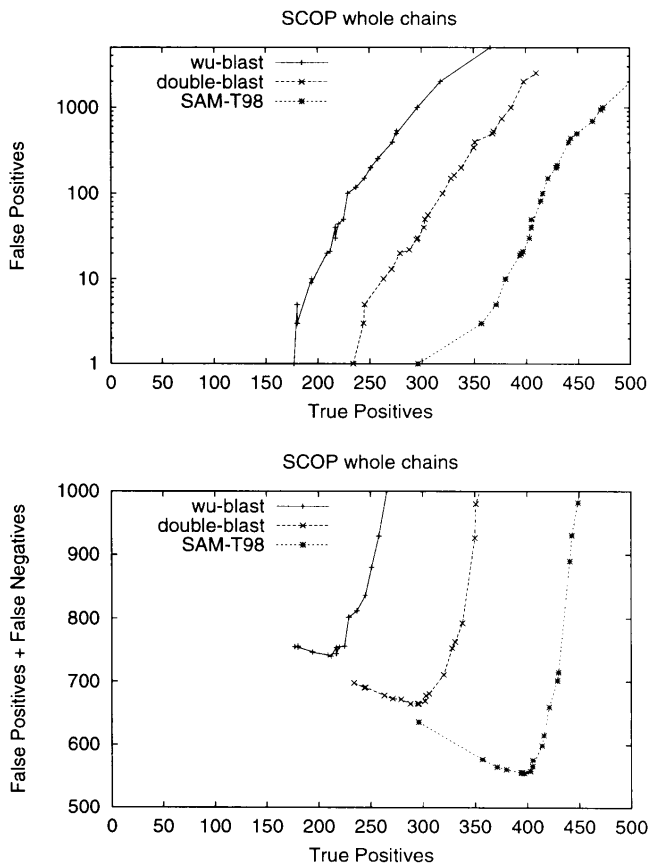 SCOP whole chains
wu-blast
double-blast
SAM-T98
1000
100
10
1
False Positives
0 50 100 150 200 250 300 350 400 450 500
True Positives
SCOP whole chains
wu-blast
double-blast
SAM-T98
1000
900
800
700
600
500
False Positives + False Negatives
0 50 100 150 200 250 300 350 400 450 500
True Positives